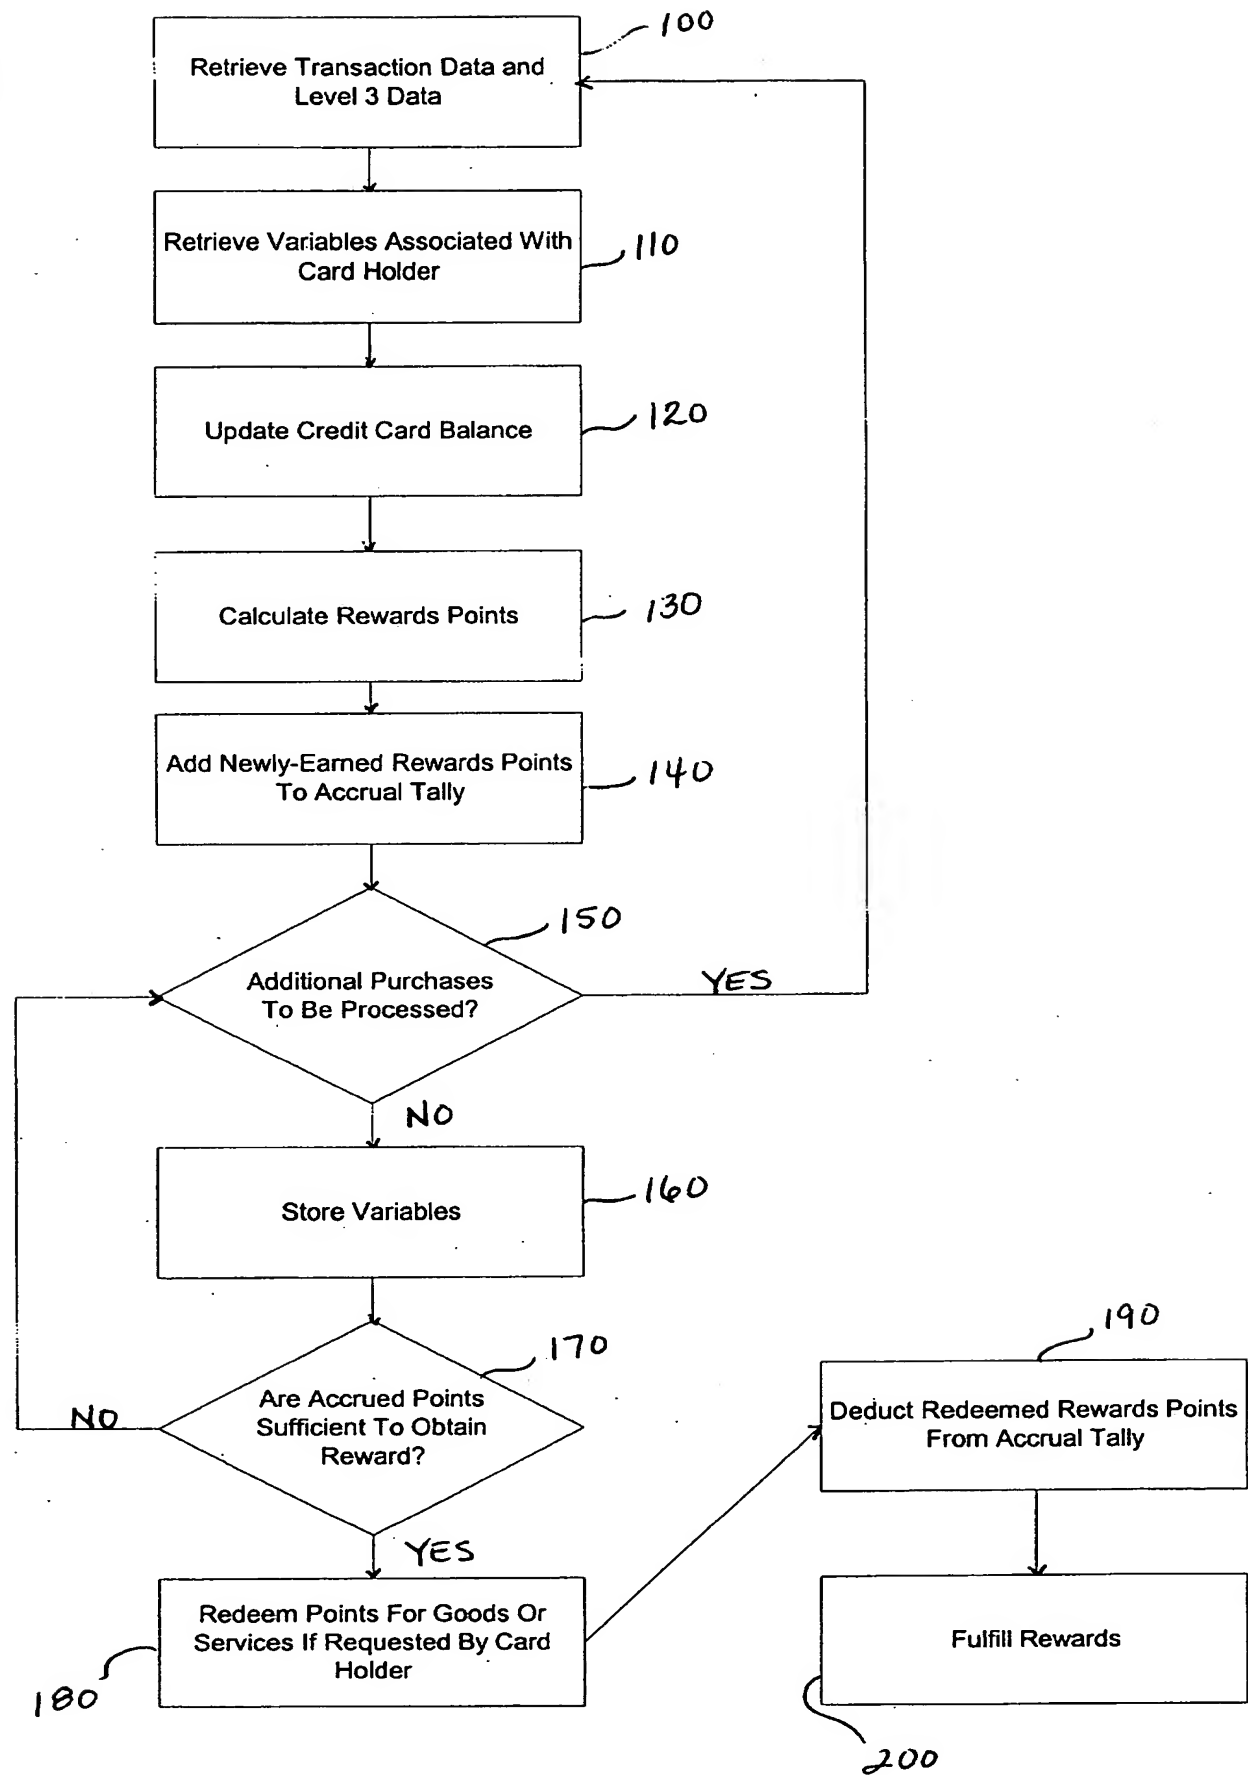 100
Retrieve Transaction Data and
Level 3 Data
Retrieve Variables Associated With
Card Holder
110
Update Credit Card Balance
120
Calculate Rewards Points
130
Add Newly-Earned Rewards Points
To Accrual Tally
140
150
Additional Purchases
To Be Processed?
YES
NO
Store Variables
160
170
Are Accrued Points
Sufficient To Obtain
Reward?
NO
YES
190
Deduct Redeemed Rewards Points
From Accrual Tally
Redeem Points For Goods Or
Services If Requested By Card
Holder
180
Fulfill Rewards
200